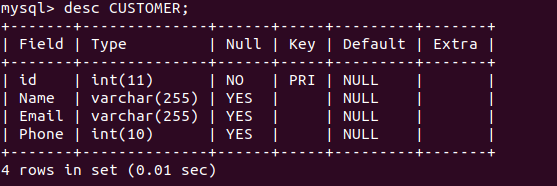 mysql> desc CUSTOMER;
+-------+--------------+------+-----+---------+-------+
| Field | Type         | Null | Key | Default | Extra |
+-------+--------------+------+-----+---------+-------+
| id    | int(11)      | NO   | PRI | NULL    |       |
| Name  | varchar(255) | YES  |     | NULL    |       |
| Email | varchar(255) | YES  |     | NULL    |       |
| Phone | int(10)      | YES  |     | NULL    |       |
+-------+--------------+------+-----+---------+-------+
4 rows in set (0.01 sec)